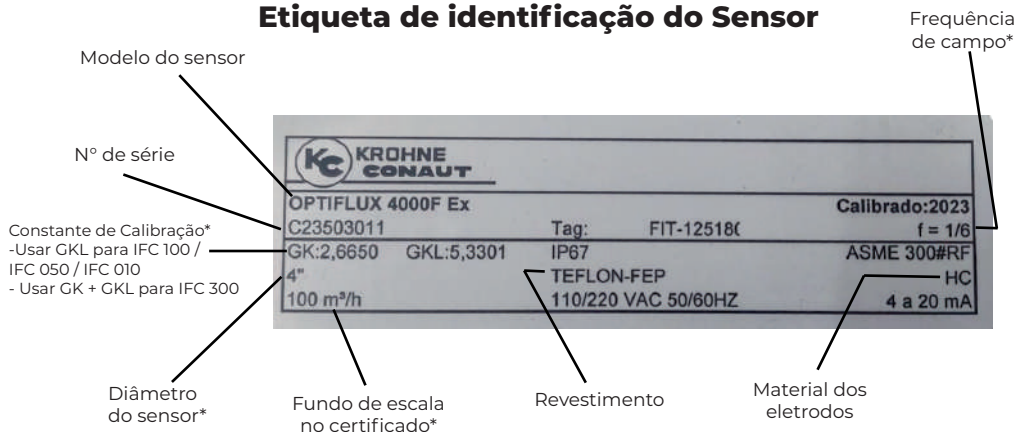 Etiqueta de identificação do Sensor
Frequência
de campo*
Modelo do sensor
N° de série
Constante de Calibração*
-Usar GKL para IFC 100 /
IFC 050 / IFC 010
- Usar GK + GKL para IFC 300
KC KROHNE
CONAUT
OPTIFLUX 4000F Ex Calibrado:2023
C23503011 Tag: FIT-12518( f = 1/6
GK:2,6650 GKL:5,3301 IP67 ASME 300#RF
4" TEFLON-FEP HC
100 m³/h 110/220 VAC 50/60HZ 4 a 20 mA
Diâmetro
do sensor*
Fundo de escala
no certificado*
Revestimento
Material dos
eletrodos